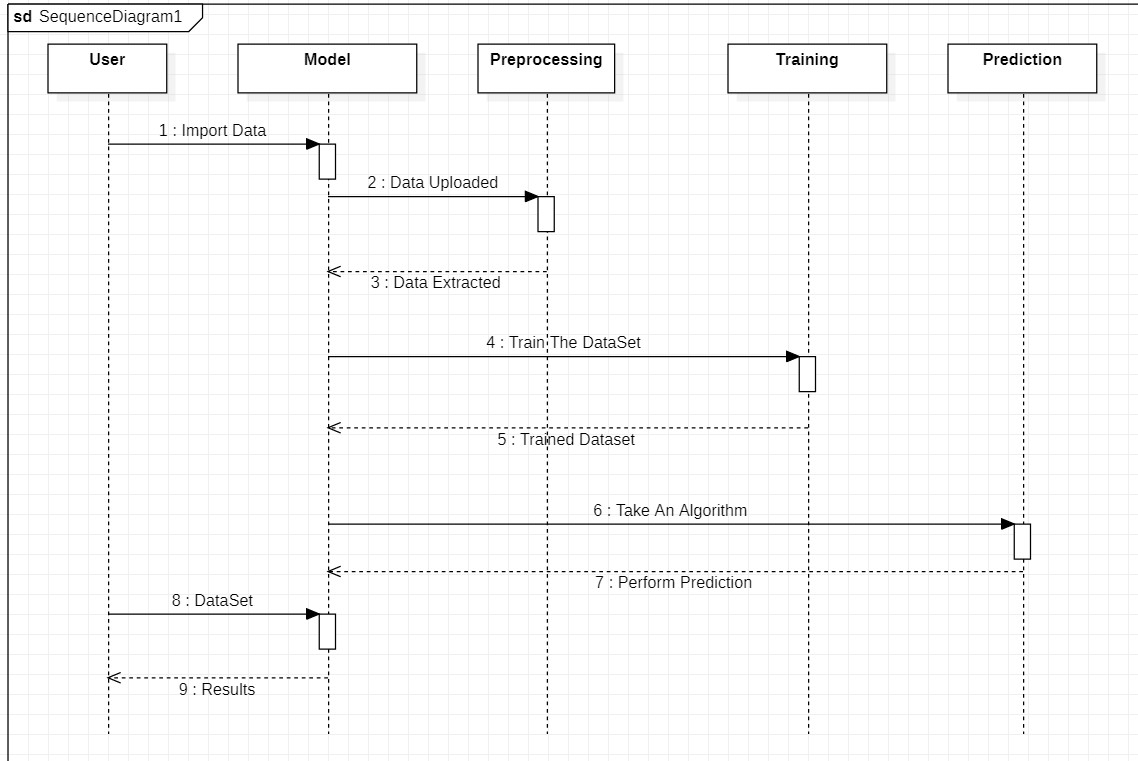 sd SequenceDiagram1
User
Model
Preprocessing
Training
Prediction
1 : Import Data
2 : Data Uploaded
3 : Data Extracted
4 : Train The DataSet
5 : Trained Dataset
6 : Take An Algorithm
7 : Perform Prediction
8 : DataSet
9 : Results